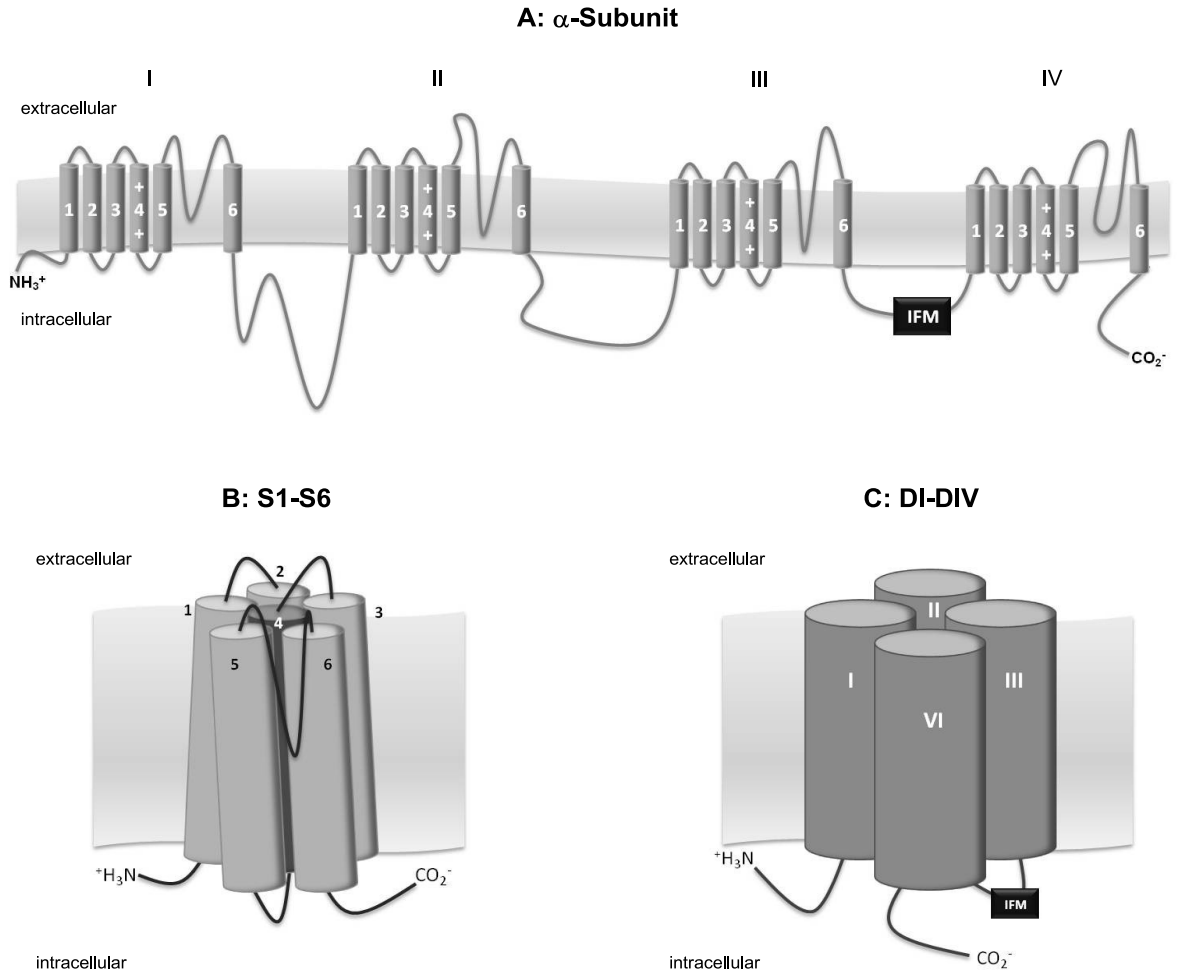 A: α-Subunit
I II III IV
extracellular
1 2 3 +4+ 5 6 1 2 3 +4+ 5 6 1 2 3 +4+ 5 6 1 2 3 +4+ 5 6
NH₃⁺
intracellular
IFM
CO₂⁻
B: S1-S6
extracellular
2
1 3
4
5 6
⁺H₃N CO₂⁻
intracellular
C: DI-DIV
extracellular
II
I III
VI
⁺H₃N
IFM
CO₂⁻
intracellular